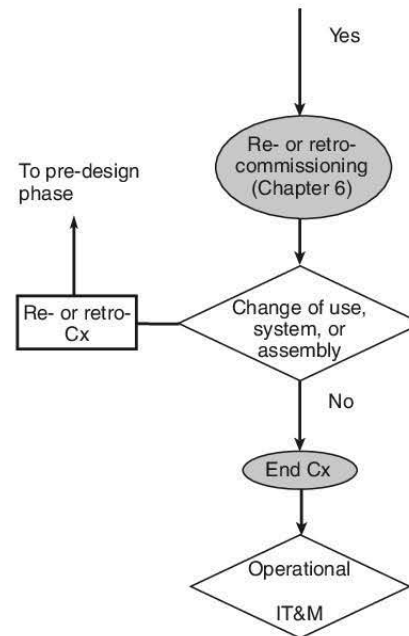 Yes
Re- or retro-
commissioning
(Chapter 6)
To pre-design
phase
Re- or retro-
Cx
Change of use,
system, or
assembly
No
End Cx
Operational
IT&M